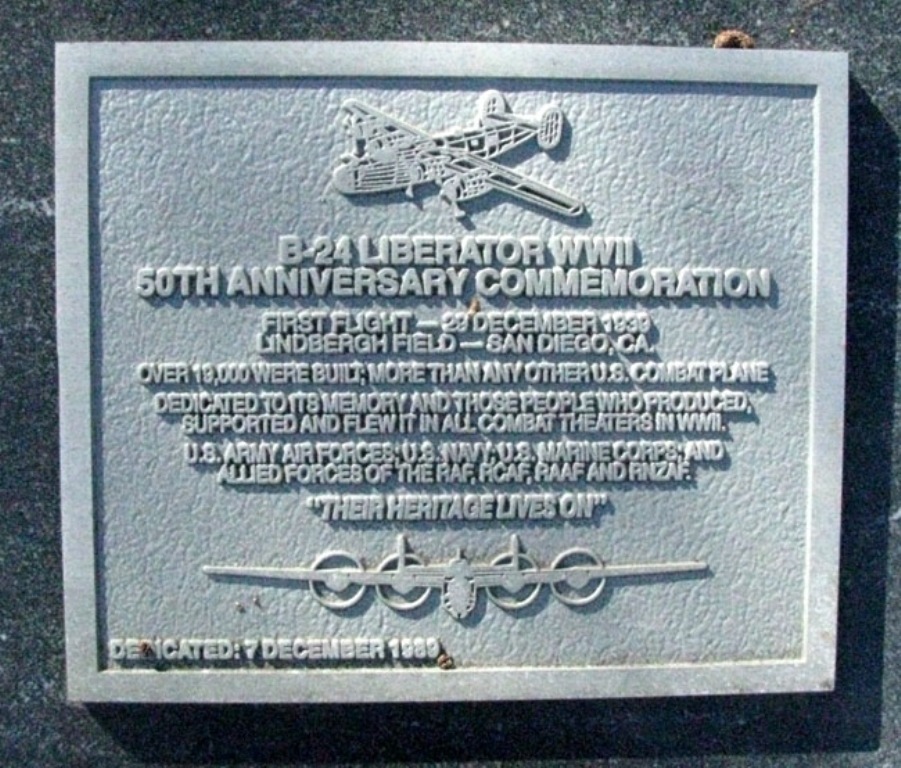 B-24 LIBERATOR WWII
50TH ANNIVERSARY COMMEMORATION
FIRST FLIGHT — 29 DECEMBER 1939
LINDBERGH FIELD — SAN DIEGO, CA.
OVER 19,000 WERE BUILT; MORE THAN ANY OTHER U.S. COMBAT PLANE
DEDICATED TO ITS MEMORY AND THOSE PEOPLE WHO PRODUCED,
SUPPORTED AND FLEW IT IN ALL COMBAT THEATERS IN WWII.
U.S. ARMY AIR FORCES; U.S. NAVY; U.S. MARINE CORPS; AND
ALLIED FORCES OF THE RAF, RCAF, RAAF AND RNZAF.
"THEIR HERITAGE LIVES ON"
DEDICATED: 7 DECEMBER 1989